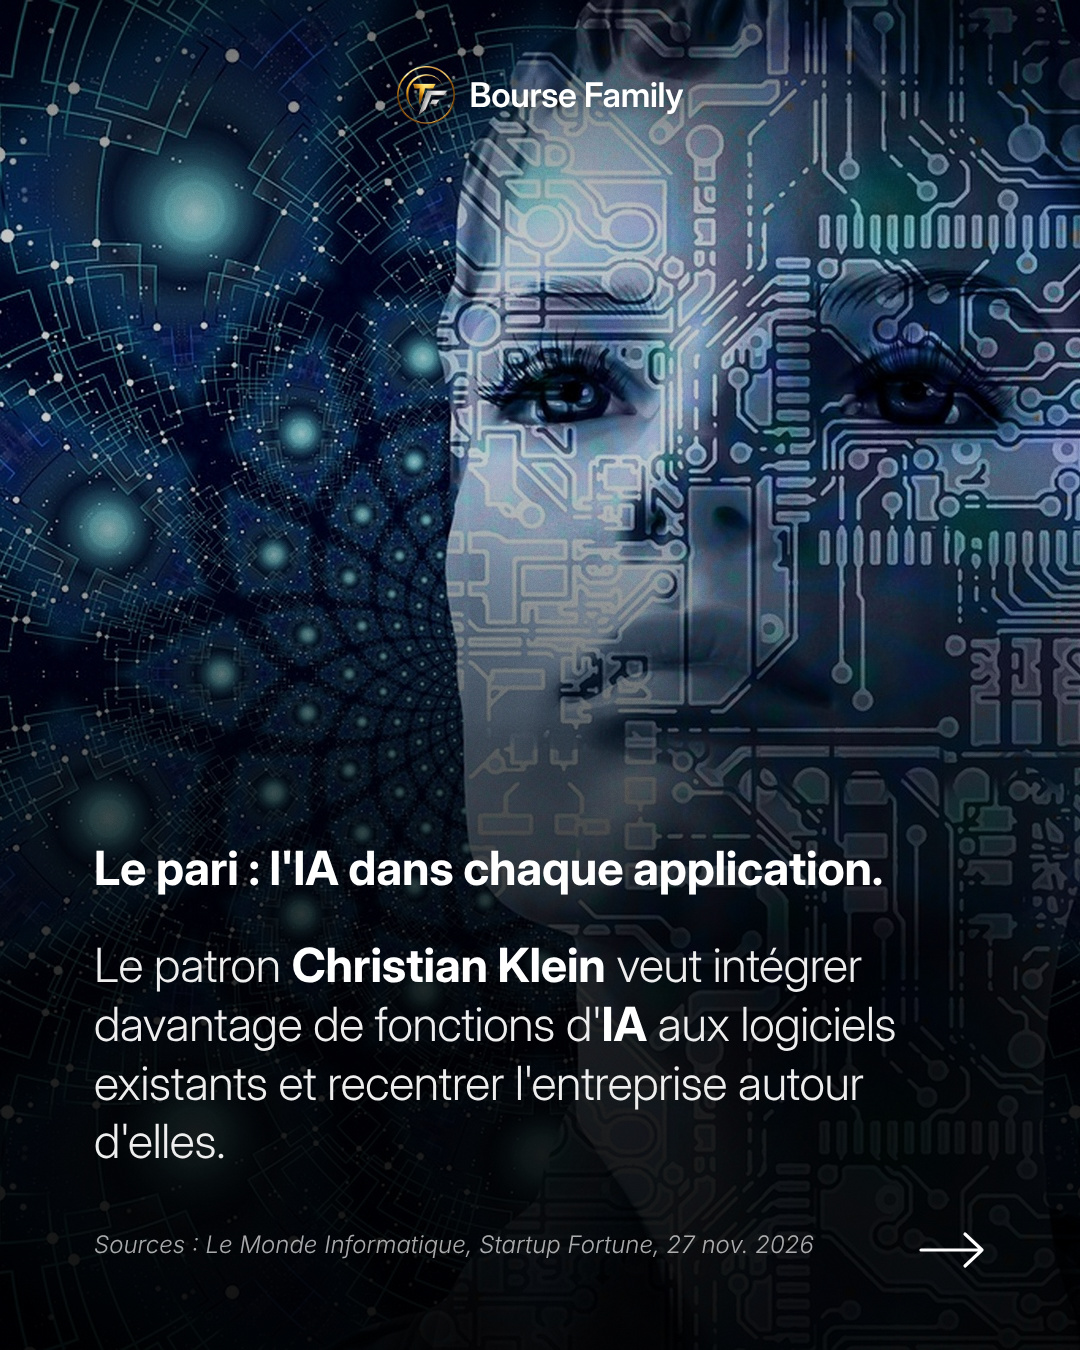 Bourse Family
Le pari : l'IA dans chaque application.
Le patron Christian Klein veut intégrer
davantage de fonctions d'IA aux logiciels
existants et recentrer l'entreprise autour
d'elles.
Sources : Le Monde Informatique, Startup Fortune, 27 nov. 2026